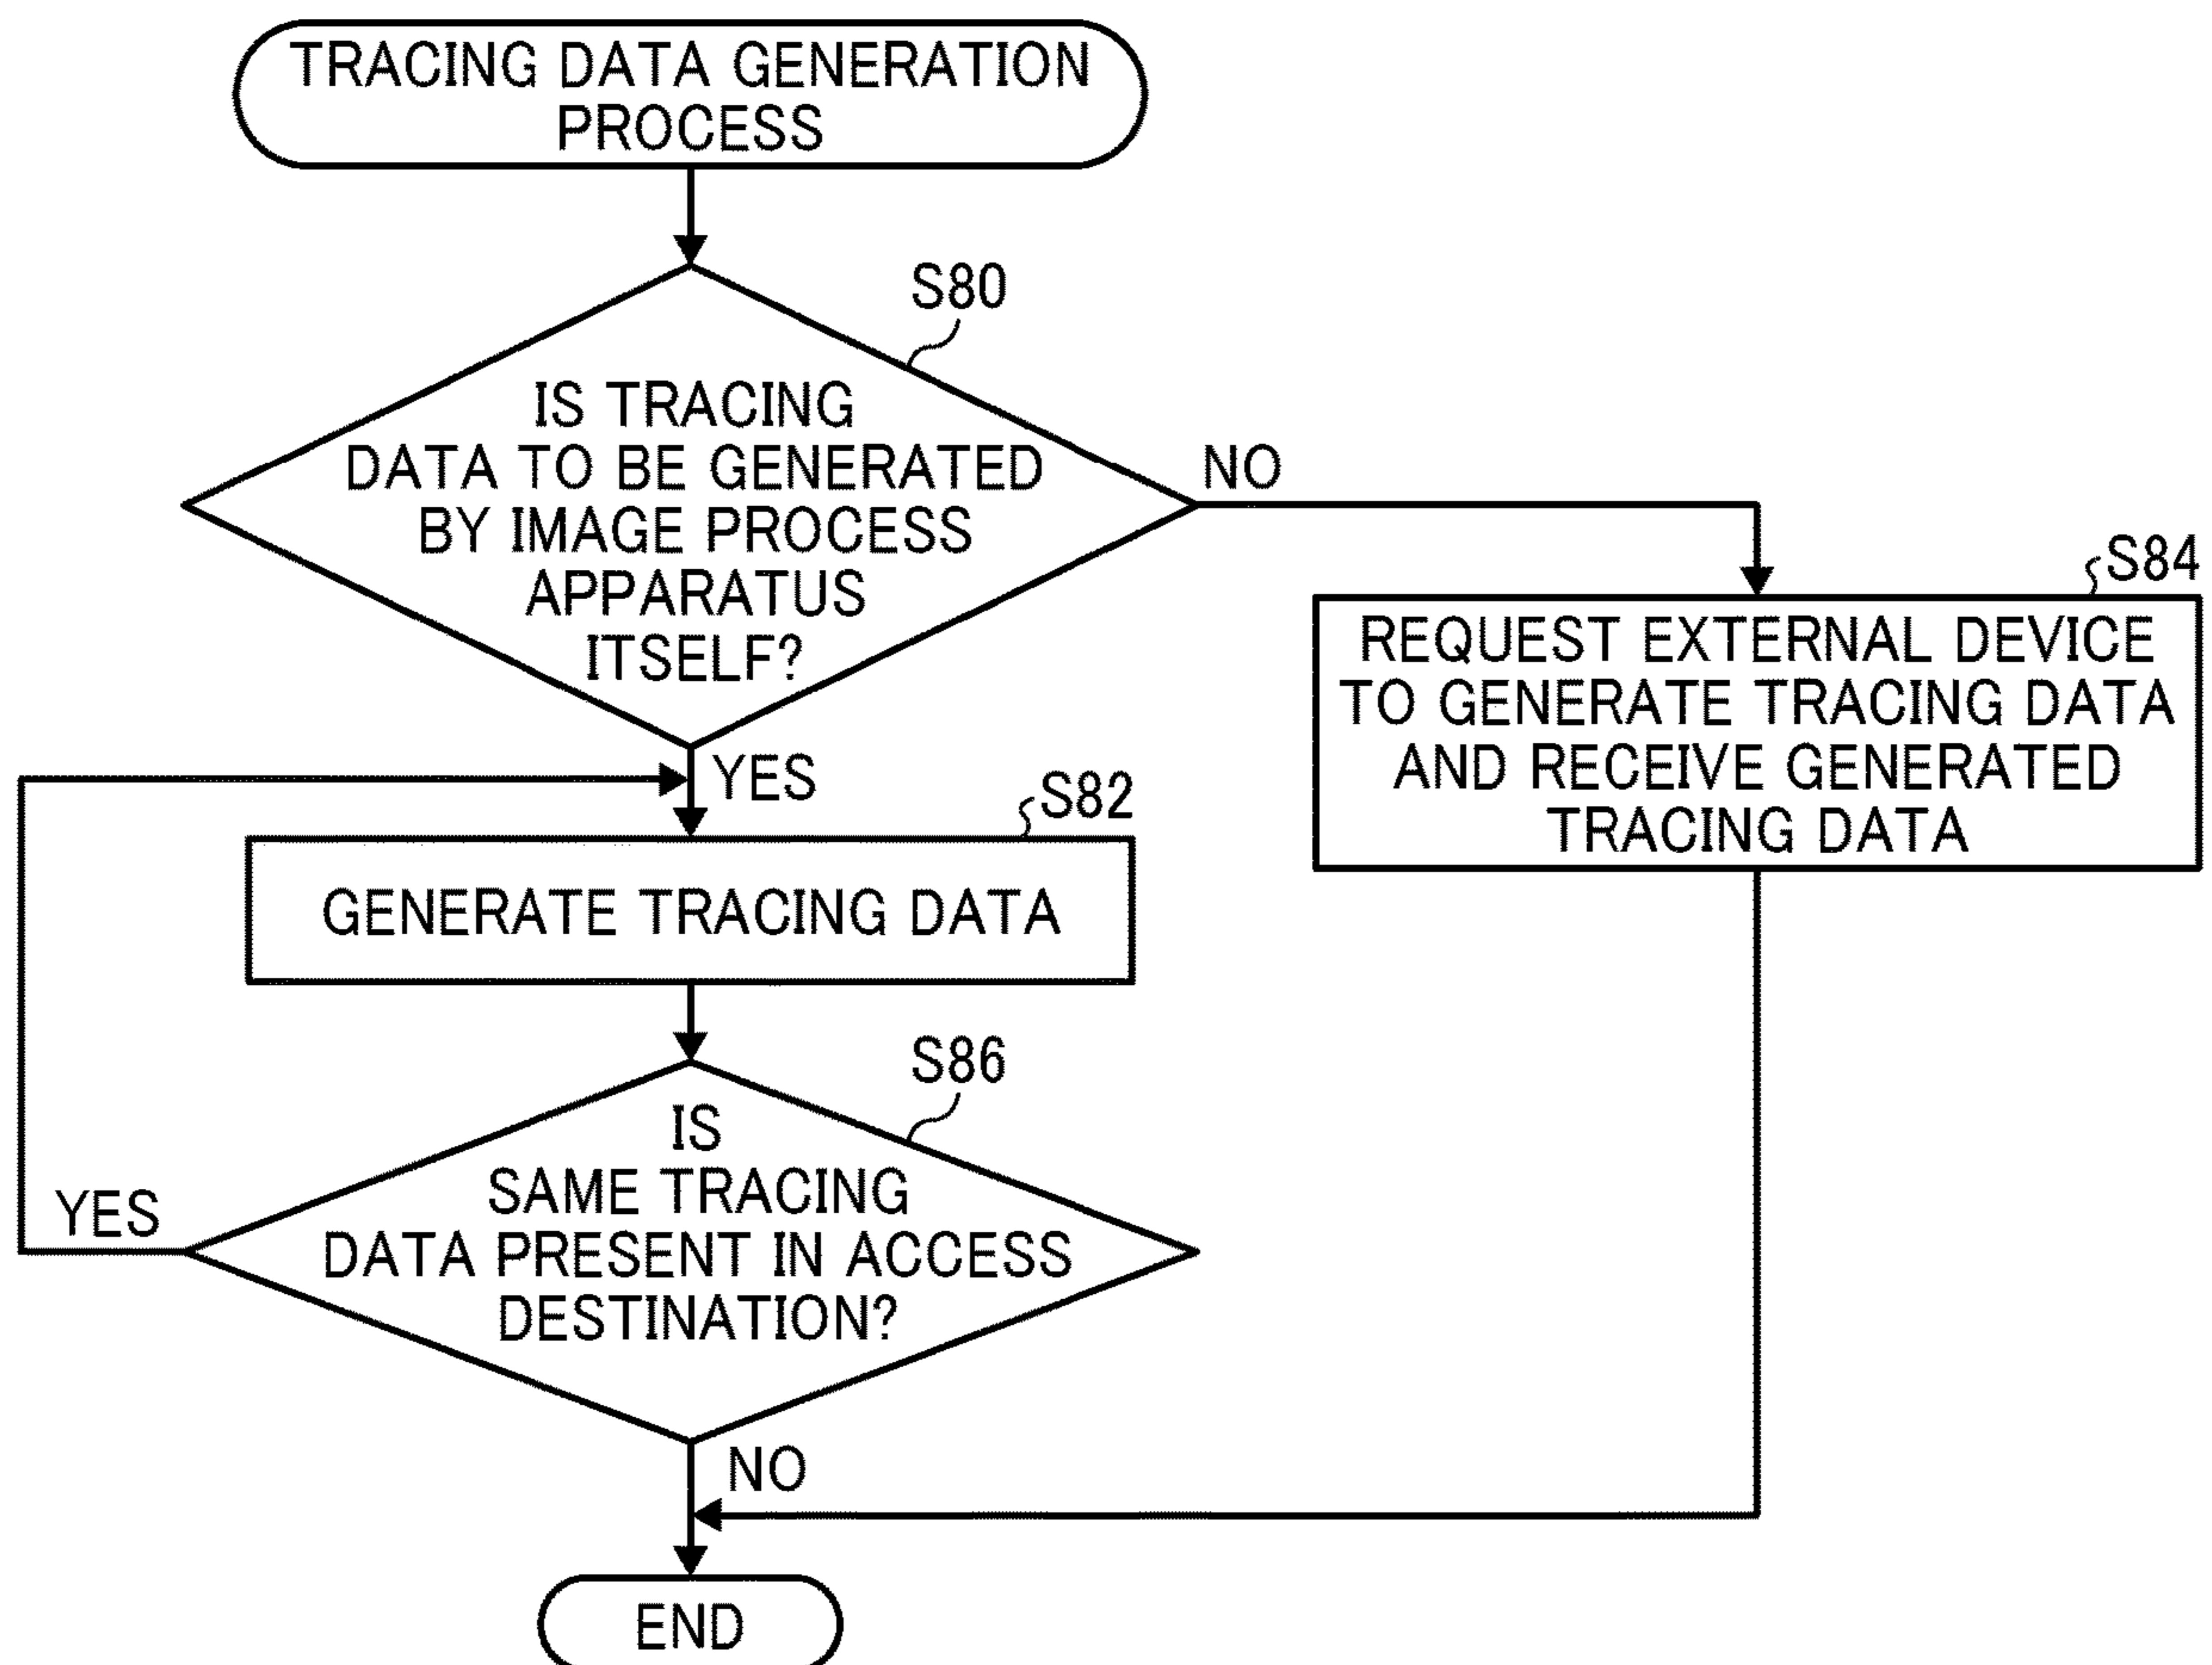 TRACING DATA GENERATION
PROCESS
S80
IS TRACING
DATA TO BE GENERATED
BY IMAGE PROCESS
APPARATUS
ITSELF?
NO
S84
REQUEST EXTERNAL DEVICE
TO GENERATE TRACING DATA
AND RECEIVE GENERATED
TRACING DATA
YES
S82
GENERATE TRACING DATA
S86
IS
SAME TRACING
DATA PRESENT IN ACCESS
DESTINATION?
YES
NO
END